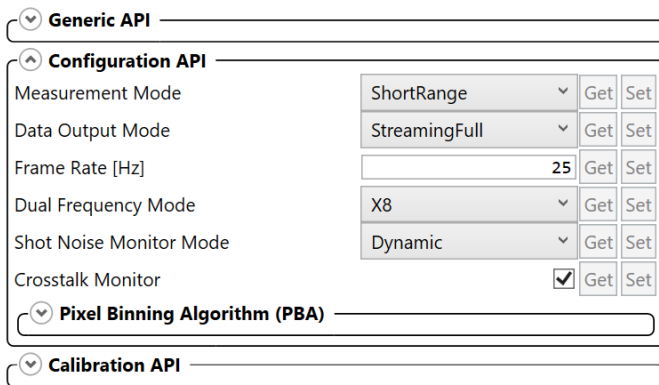 Generic API
Configuration API
Measurement Mode ShortRange Get Set
Data Output Mode StreamingFull Get Set
Frame Rate [Hz] 25 Get Set
Dual Frequency Mode X8 Get Set
Shot Noise Monitor Mode Dynamic Get Set
Crosstalk Monitor Get Set
Pixel Binning Algorithm (PBA)
Calibration API